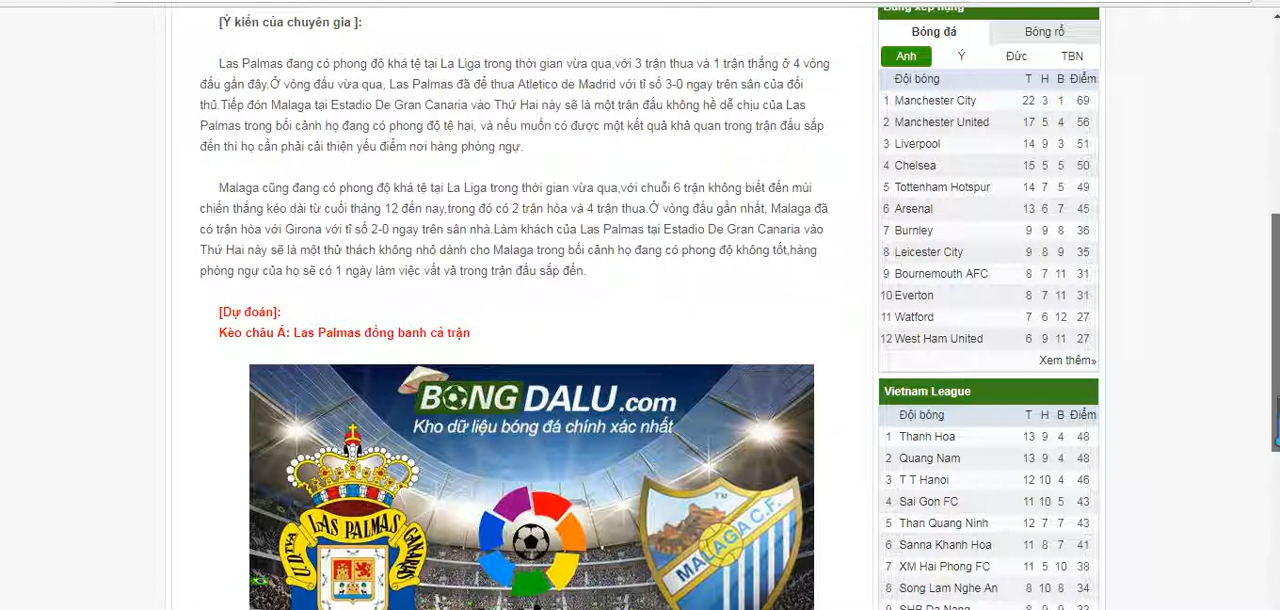 [Ý kiến của chuyên gia ]:
Las Palmas đang có phong độ khá tệ tại La Liga trong thời gian vừa qua,với 3 trận thua và 1 trận thắng ở 4 vòng
đấu gần đây.Ở vòng đấu vừa qua, Las Palmas đã để thua Atletico de Madrid với tỉ số 3-0 ngay trên sân của đối
thủ.Tiếp đón Malaga tại Estadio De Gran Canaria vào Thứ Hai này sẽ là một trận đấu không hề dễ chịu của Las
Palmas trong bối cảnh họ đang có phong độ tệ hại, và nếu muốn có được một kết quả khả quan trong trận đấu sắp
đến thì họ cần phải cải thiện yếu điểm nơi hàng phòng ngự.
Malaga cũng đang có phong độ khá tệ tại La Liga trong thời gian vừa qua,với chuỗi 6 trận không biết đến mùi
chiến thắng kéo dài từ cuối tháng 12 đến nay,trong đó có 2 trận hòa và 4 trận thua.Ở vòng đấu gần nhất, Malaga đã
có trận hòa với Girona với tỉ số 2-0 ngay trên sân nhà.Làm khách của Las Palmas tại Estadio De Gran Canaria vào
Thứ Hai này sẽ là một thử thách không nhỏ dành cho Malaga trong bối cảnh họ đang có phong độ không tốt,hàng
phòng ngự của họ sẽ có 1 ngày làm việc vất vả trong trận đấu sắp đến.
[Dự đoán]:
Kèo châu Á: Las Palmas đồng banh cả trận
BONGDALU.com
Kho dữ liệu bóng đá chính xác nhất
LAS PALMAS
U.D.
CANARIAS
MALAGA C.F.
TM
Bảng xếp hạng
Bóng đá Bóng rổ
Anh Ý Đức TBN
Đội bóng T H B Điểm
1 Manchester City 22 3 1 69
2 Manchester United 17 5 4 56
3 Liverpool 14 9 3 51
4 Chelsea 15 5 5 50
5 Tottenham Hotspur 14 7 5 49
6 Arsenal 13 6 7 45
7 Burnley 9 9 8 36
8 Leicester City 9 8 9 35
9 Bournemouth AFC 8 7 11 31
10 Everton 8 7 11 31
11 Watford 7 6 12 27
12 West Ham United 6 9 11 27
Xem thêm»
Vietnam League
Đội bóng T H B Điểm
1 Thanh Hoa 13 9 4 48
2 Quang Nam 13 9 4 48
3 T T Hanoi 12 10 4 46
4 Sai Gon FC 11 10 5 43
5 Than Quang Ninh 12 7 7 43
6 Sanna Khanh Hoa 11 8 7 41
7 XM Hai Phong FC 11 5 10 38
8 Song Lam Nghe An 8 10 8 34
9 SHB Da Nang 8 9 9 33